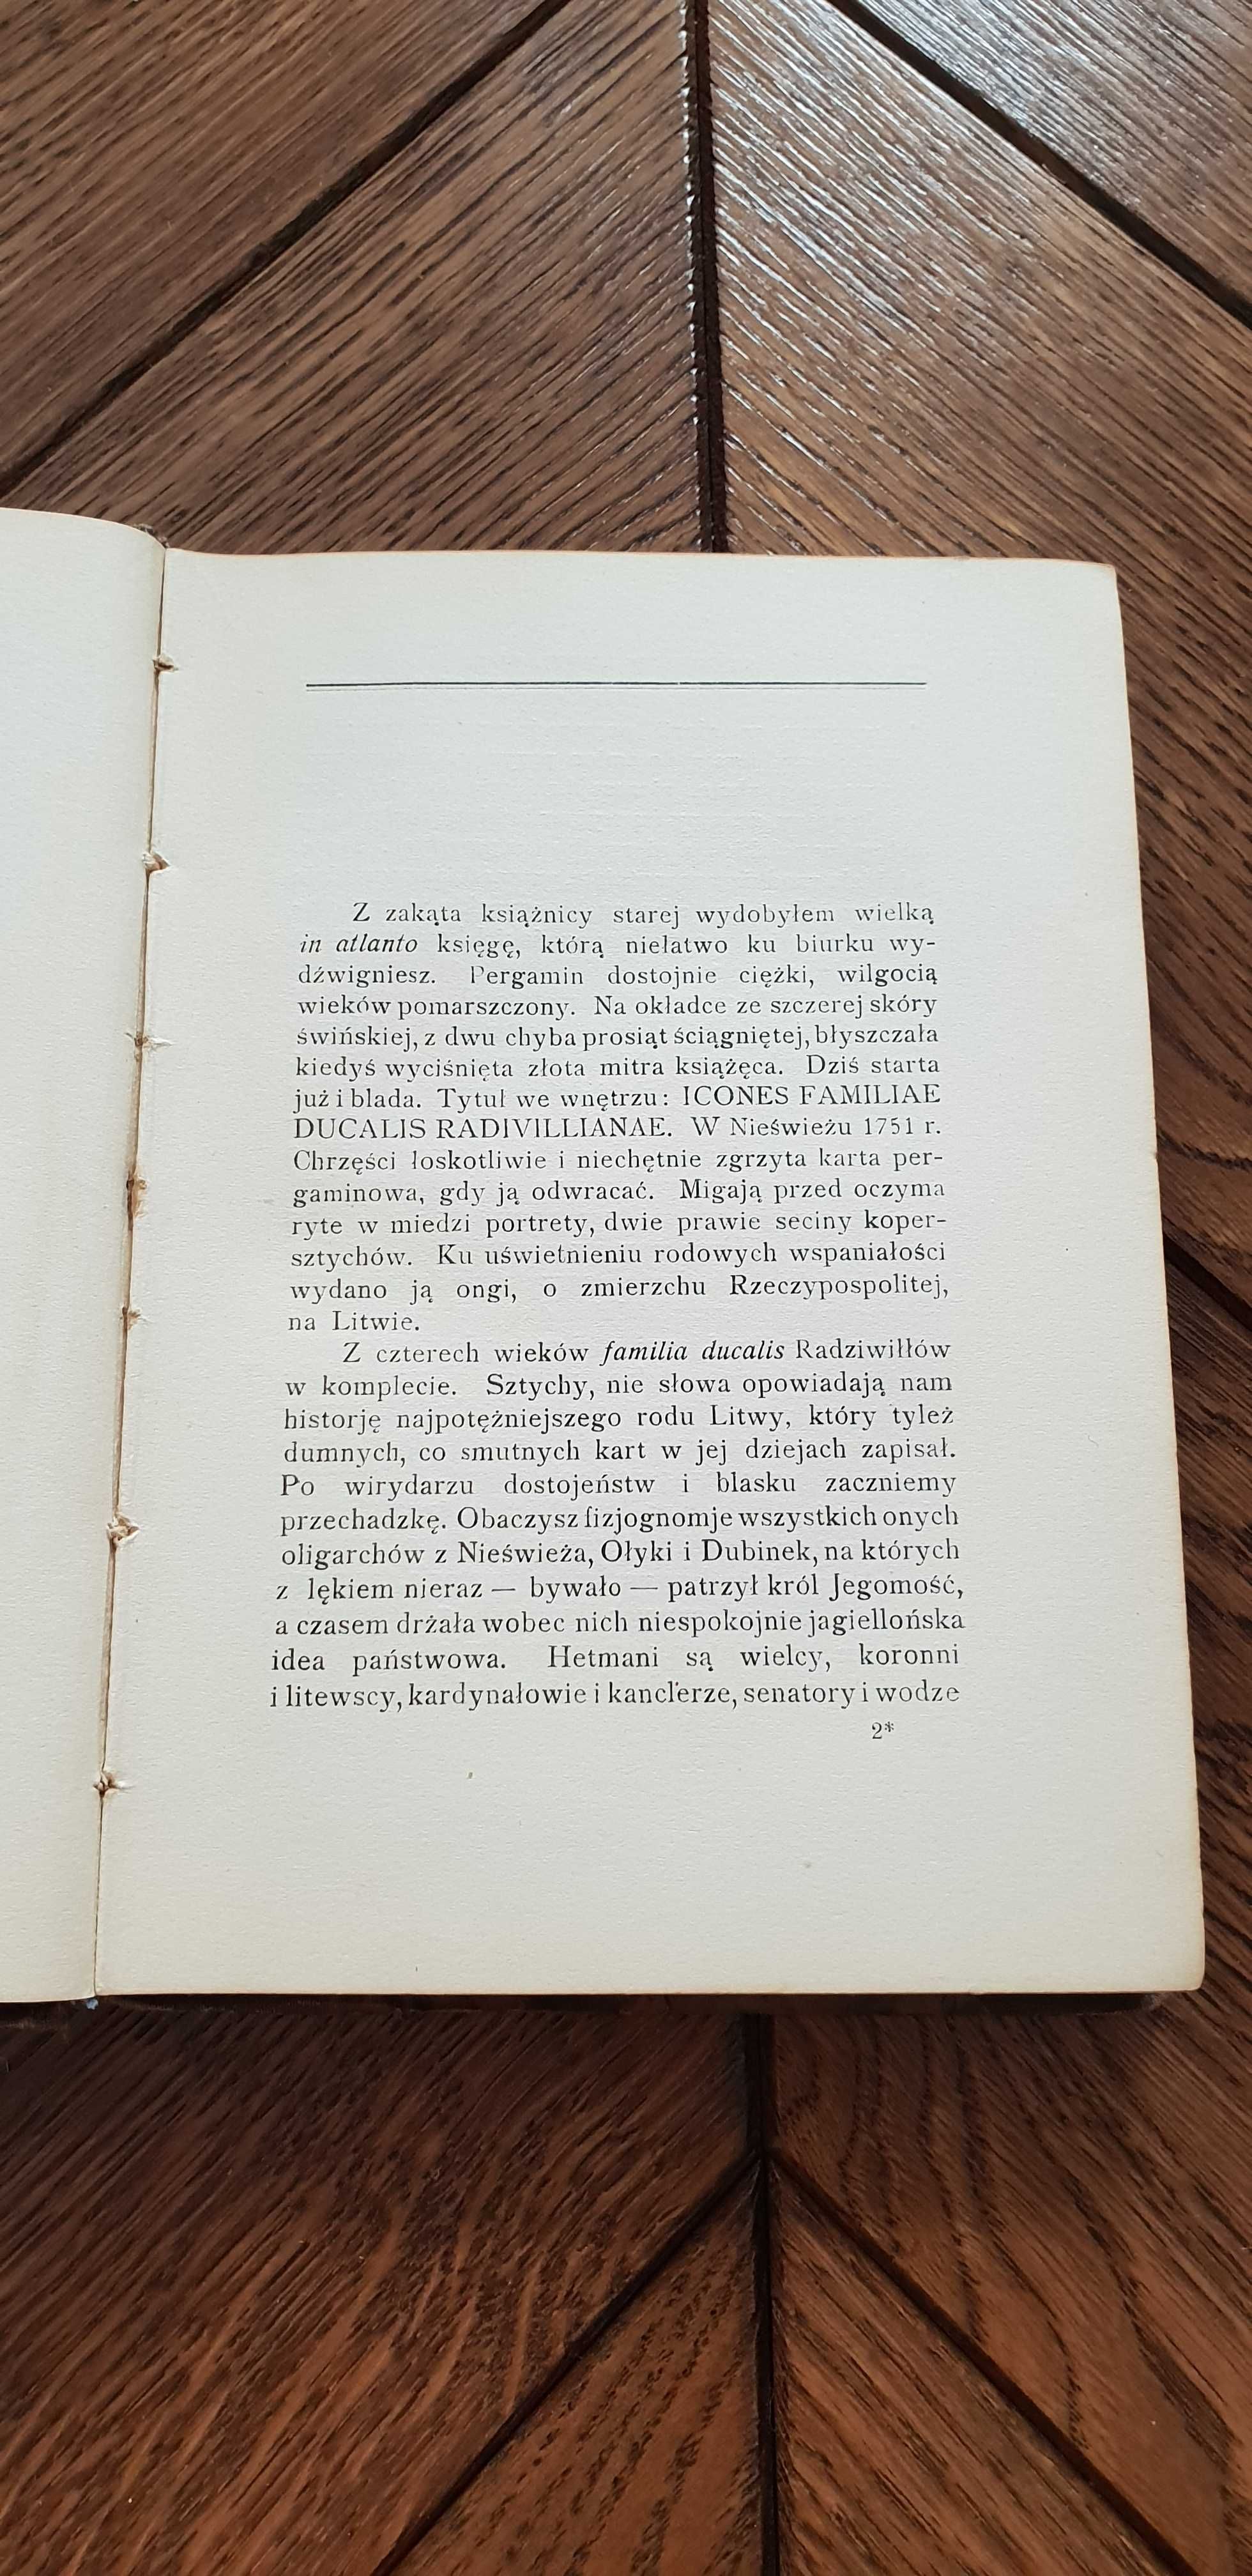 Z zakąta książnicy starej wydobyłem wielką
in atlanto księgę, którą niełatwo ku biurku wy-
dźwigniesz. Pergamin dostojnie ciężki, wilgocią
wieków pomarszczony. Na okładce ze szczerej skóry
świńskiej, z dwu chyba prosiąt ściągniętej, błyszczała
kiedyś wyciśnięta złota mitra książęca. Dziś starta
już i blada. Tytuł we wnętrzu: ICONES FAMILIAE
DUCALIS RADIVILLIANAE. W Nieświeżu 1751 r.
Chrzęści łoskotliwie i niechętnie zgrzyta karta per-
gaminowa, gdy ją odwracać. Migają przed oczyma
ryte w miedzi portrety, dwie prawie seciny koper-
sztychów. Ku uświetnieniu rodowych wspaniałości
wydano ją ongi, o zmierzchu Rzeczypospolitej,
na Litwie.
Z czterech wieków familia ducalis Radziwiłłów
w komplecie. Sztychy, nie słowa opowiadają nam
historję najpotężniejszego rodu Litwy, który tyleż
dumnych, co smutnych kart w jej dziejach zapisał.
Po wirydarzu dostojeństw i blasku zaczniemy
przechadzkę. Obaczysz fizjognomje wszystkich onych
oligarchów z Nieświeża, Ołyki i Dubinek, na których
z lękiem nieraz — bywało — patrzył król Jegomość,
a czasem drżała wobec nich niespokojnie jagiellońska
idea państwowa. Hetmani są wielcy, koronni
i litewscy, kardynałowie i kanclerze, senatory i wodze
2*